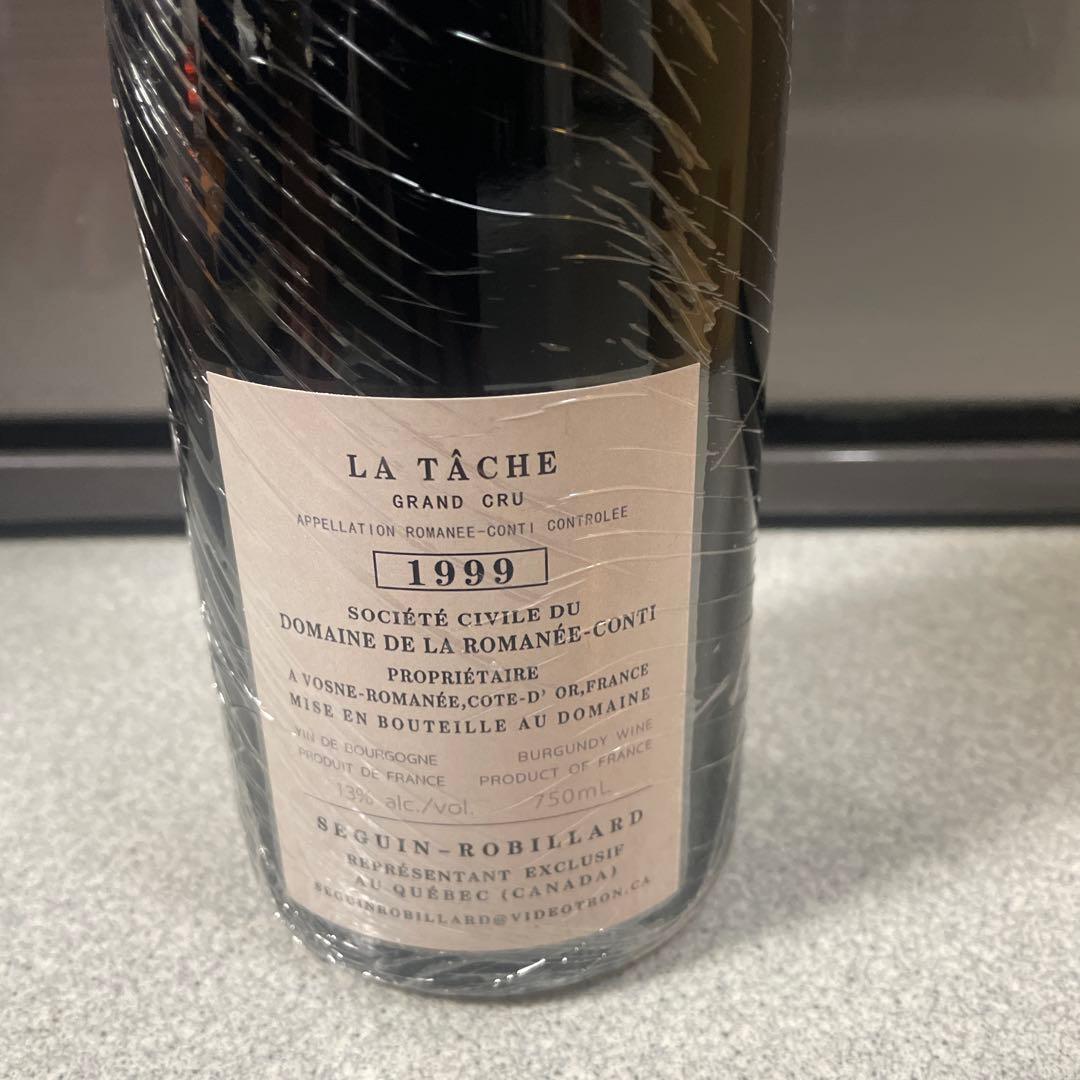 LA TÂCHE
GRAND CRU
APPELLATION ROMANEE-CONTI CONTROLEE
1999
SOCIÉTÉ CIVILE DU
DOMAINE DE LA ROMANÉE-CONTI
PROPRIÉTAIRE
A VOSNE-ROMANÉE,COTE-D' OR,FRANCE
MISE EN BOUTEILLE AU DOMAINE
VIN DE BOURGOGNE BURGUNDY WINE
PRODUIT DE FRANCE PRODUCT OF FRANCE
13% alc./vol. 750mL
SEGUIN-ROBILLARD
REPRÉSENTANT EXCLUSIF
AU QUÉBEC (CANADA)
SEGUINROBILLARD@VIDEOTRON.CA